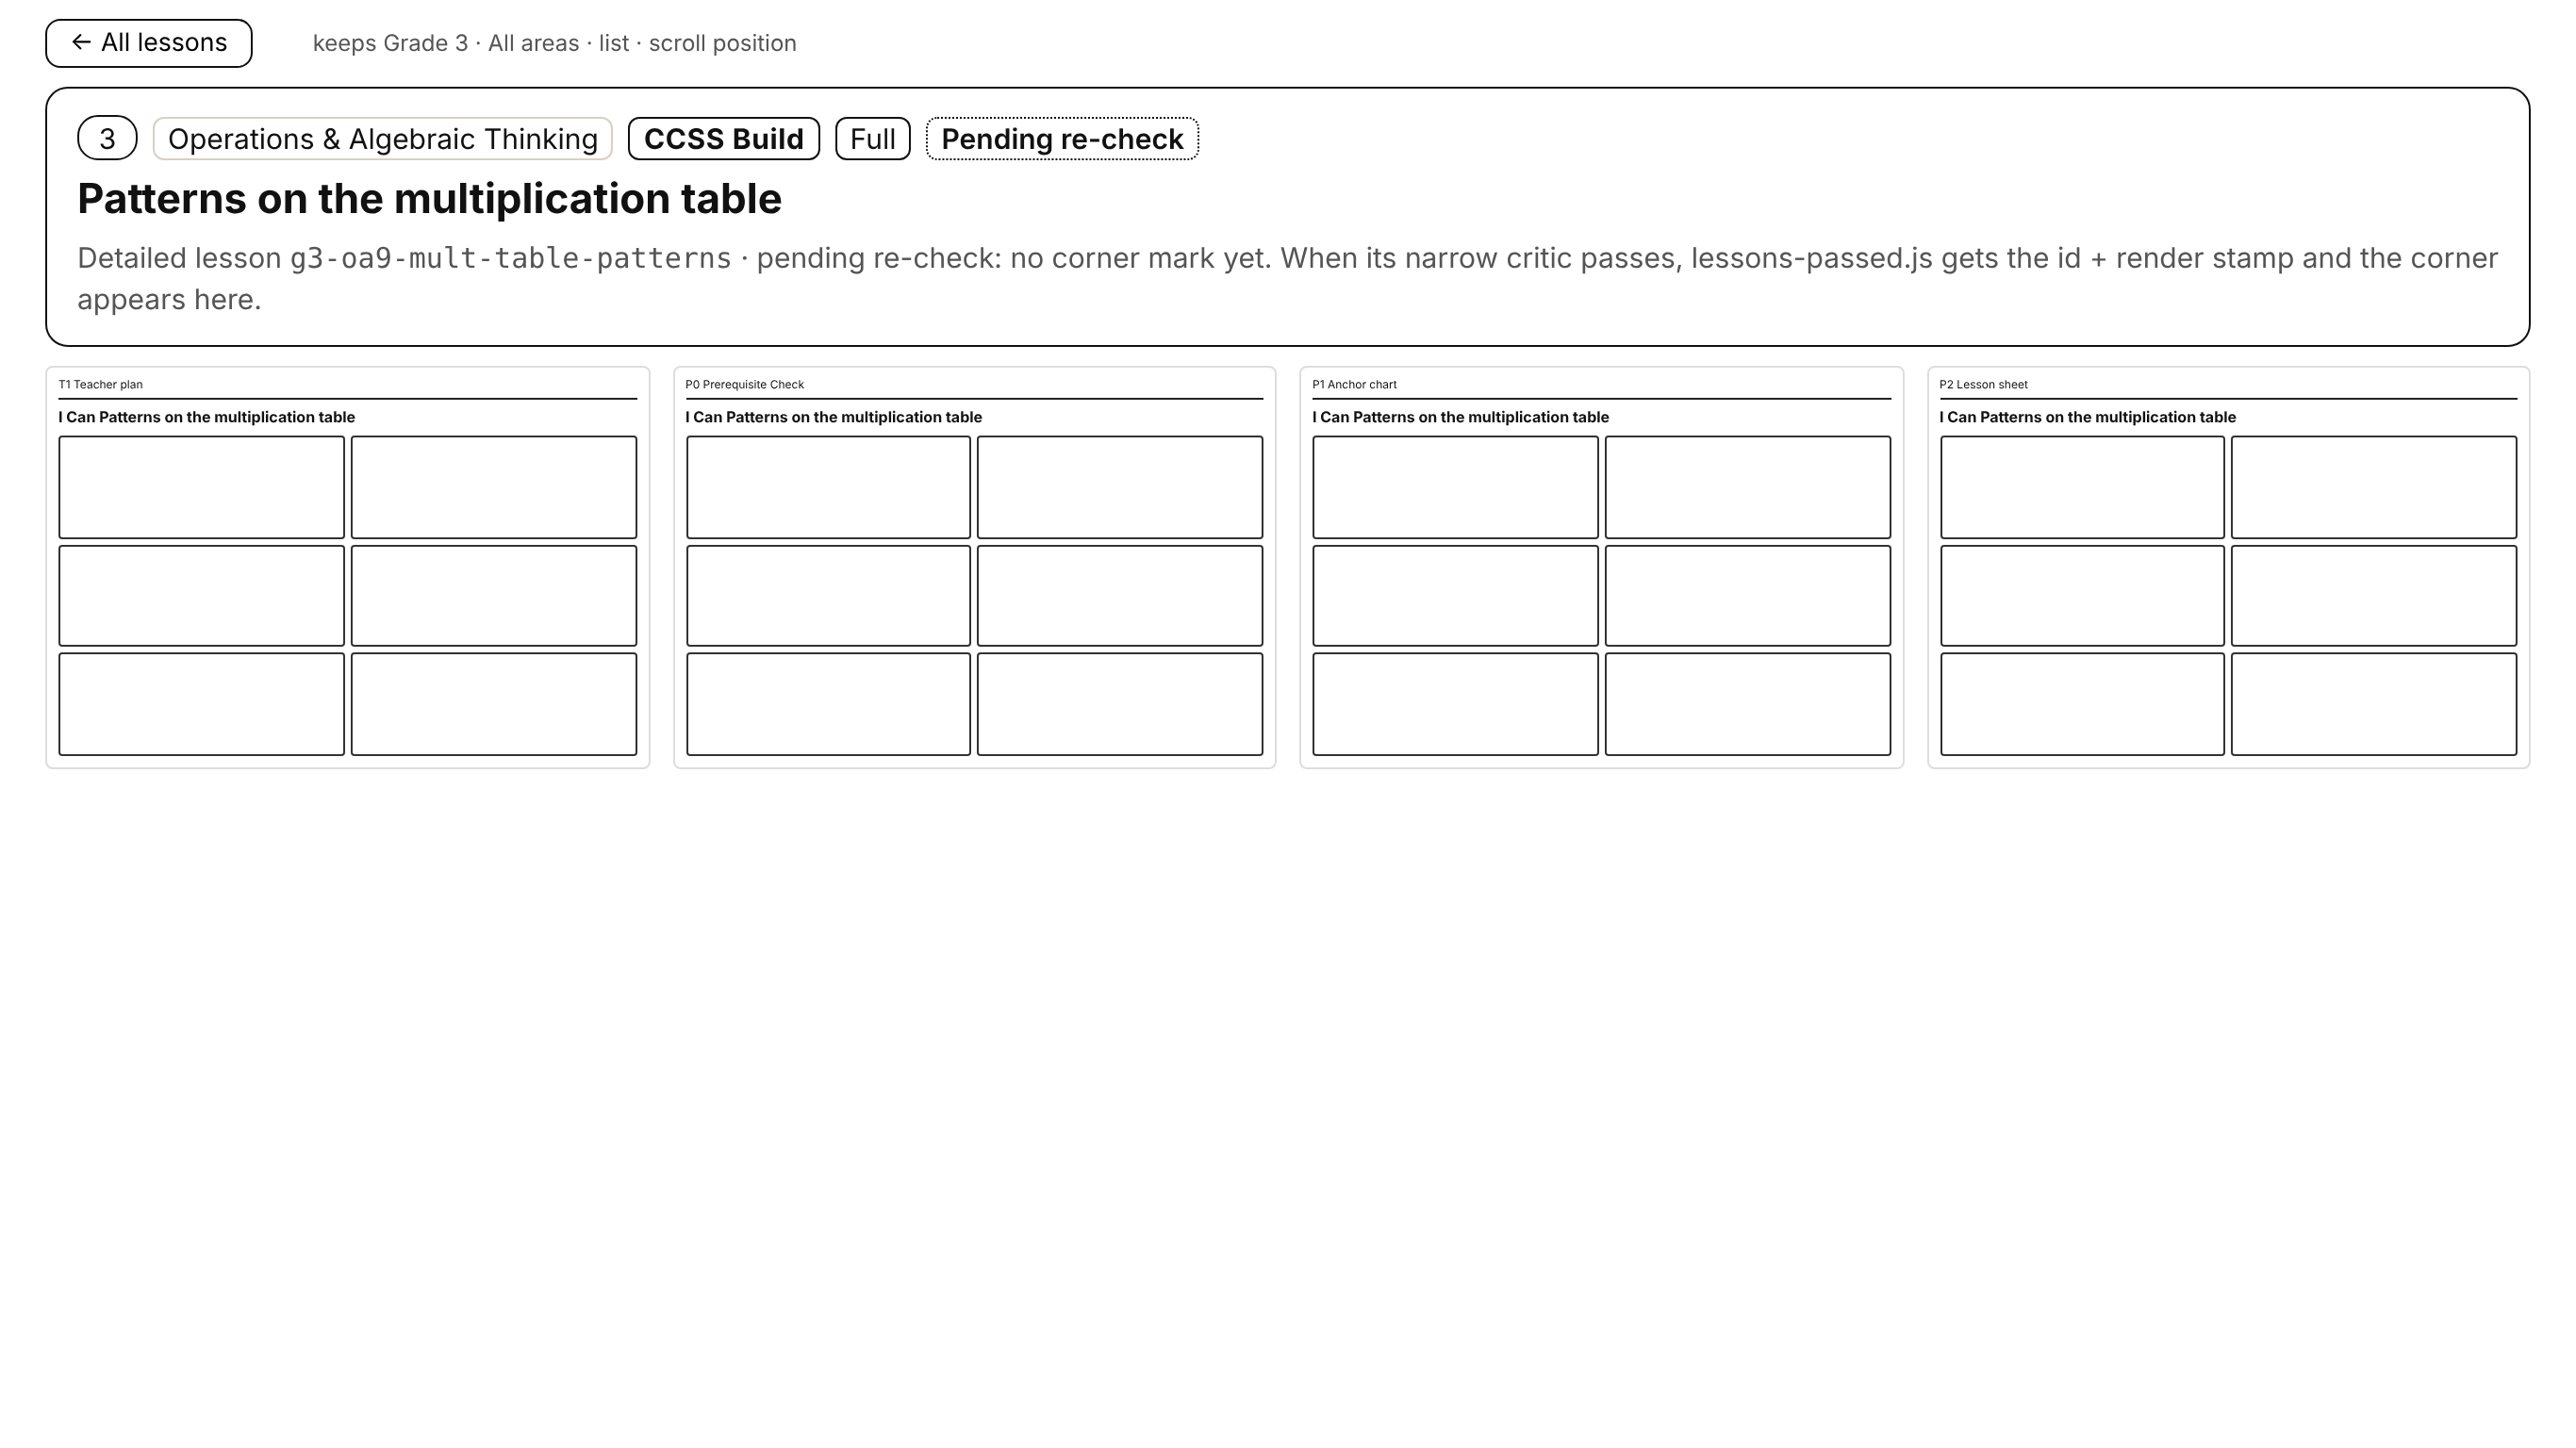 ← All lessons
keeps Grade 3 · All areas · list · scroll position
3 Operations & Algebraic Thinking CCSS Build Full Pending re-check
Patterns on the multiplication table
Detailed lesson g3-oa9-mult-table-patterns · pending re-check: no corner mark yet. When its narrow critic passes, lessons-passed.js gets the id + render stamp and the corner
appears here.
T1 Teacher plan
I Can Patterns on the multiplication table
P0 Prerequisite Check
I Can Patterns on the multiplication table
P1 Anchor chart
I Can Patterns on the multiplication table
P2 Lesson sheet
I Can Patterns on the multiplication table